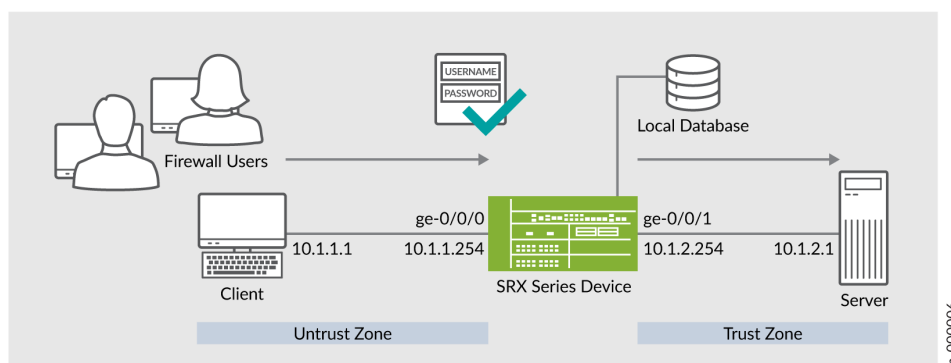 USERNAME
PASSWORD
Local Database
Firewall Users
ge-0/0/0
ge-0/0/1
10.1.1.1
10.1.1.254
10.1.2.254
10.1.2.1
Client
SRX Series Device
Server
Untrust Zone
Trust Zone